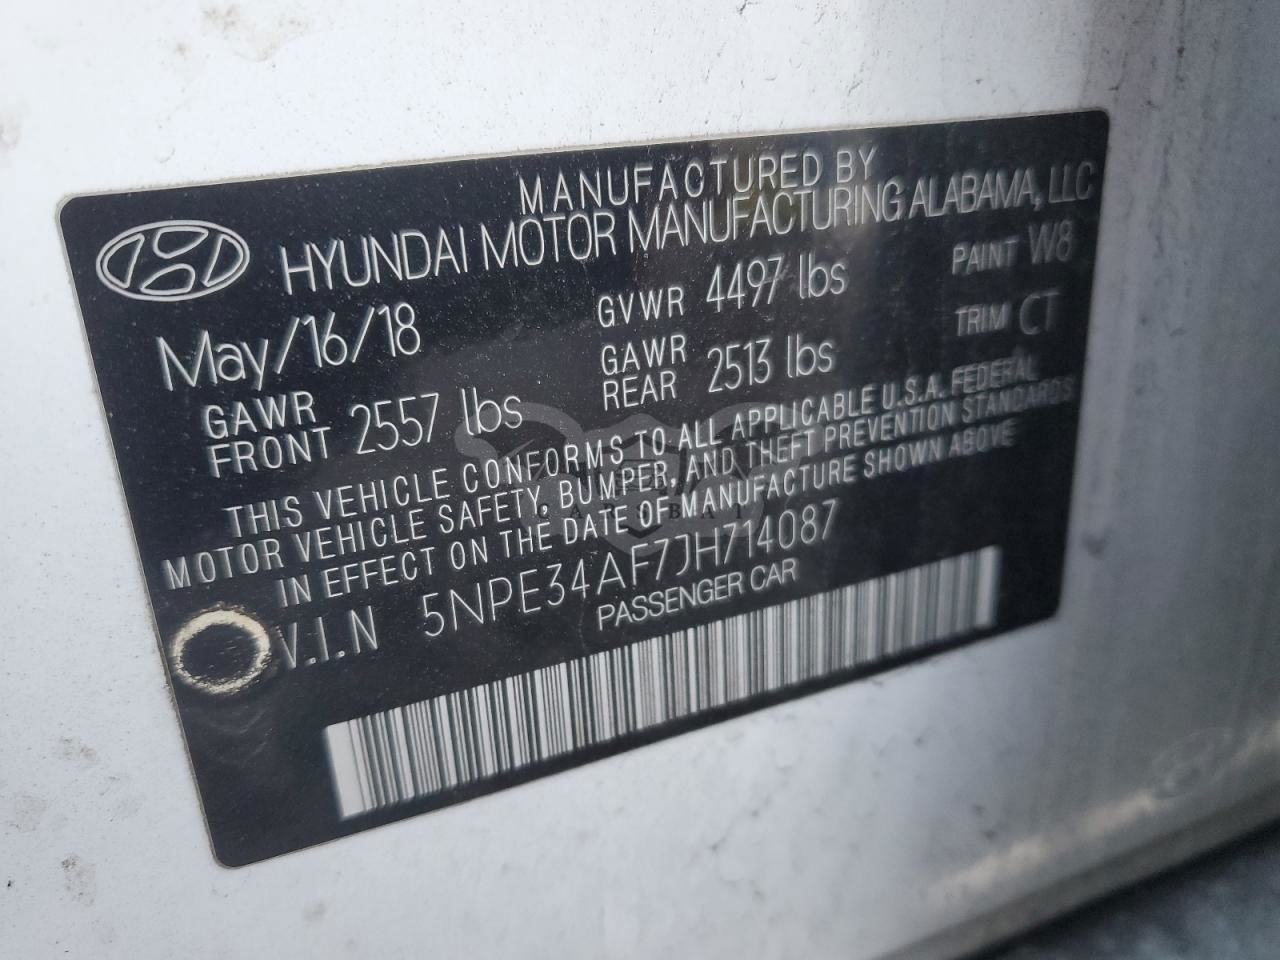 MANUFACTURED BY
HYUNDAI MOTOR MANUFACTURING ALABAMA, LLC
May/16/18 GVWR 4497 lbs PAINT W8
GAWR FRONT 2557 lbs GAWR REAR 2513 lbs TRIM CT
THIS VEHICLE CONFORMS TO ALL APPLICABLE U.S.A. FEDERAL
MOTOR VEHICLE SAFETY, BUMPER, AND THEFT PREVENTION STANDARDS
IN EFFECT ON THE DATE OF MANUFACTURE SHOWN ABOVE
V.I.N 5NPE34AF7JH714087
PASSENGER CAR